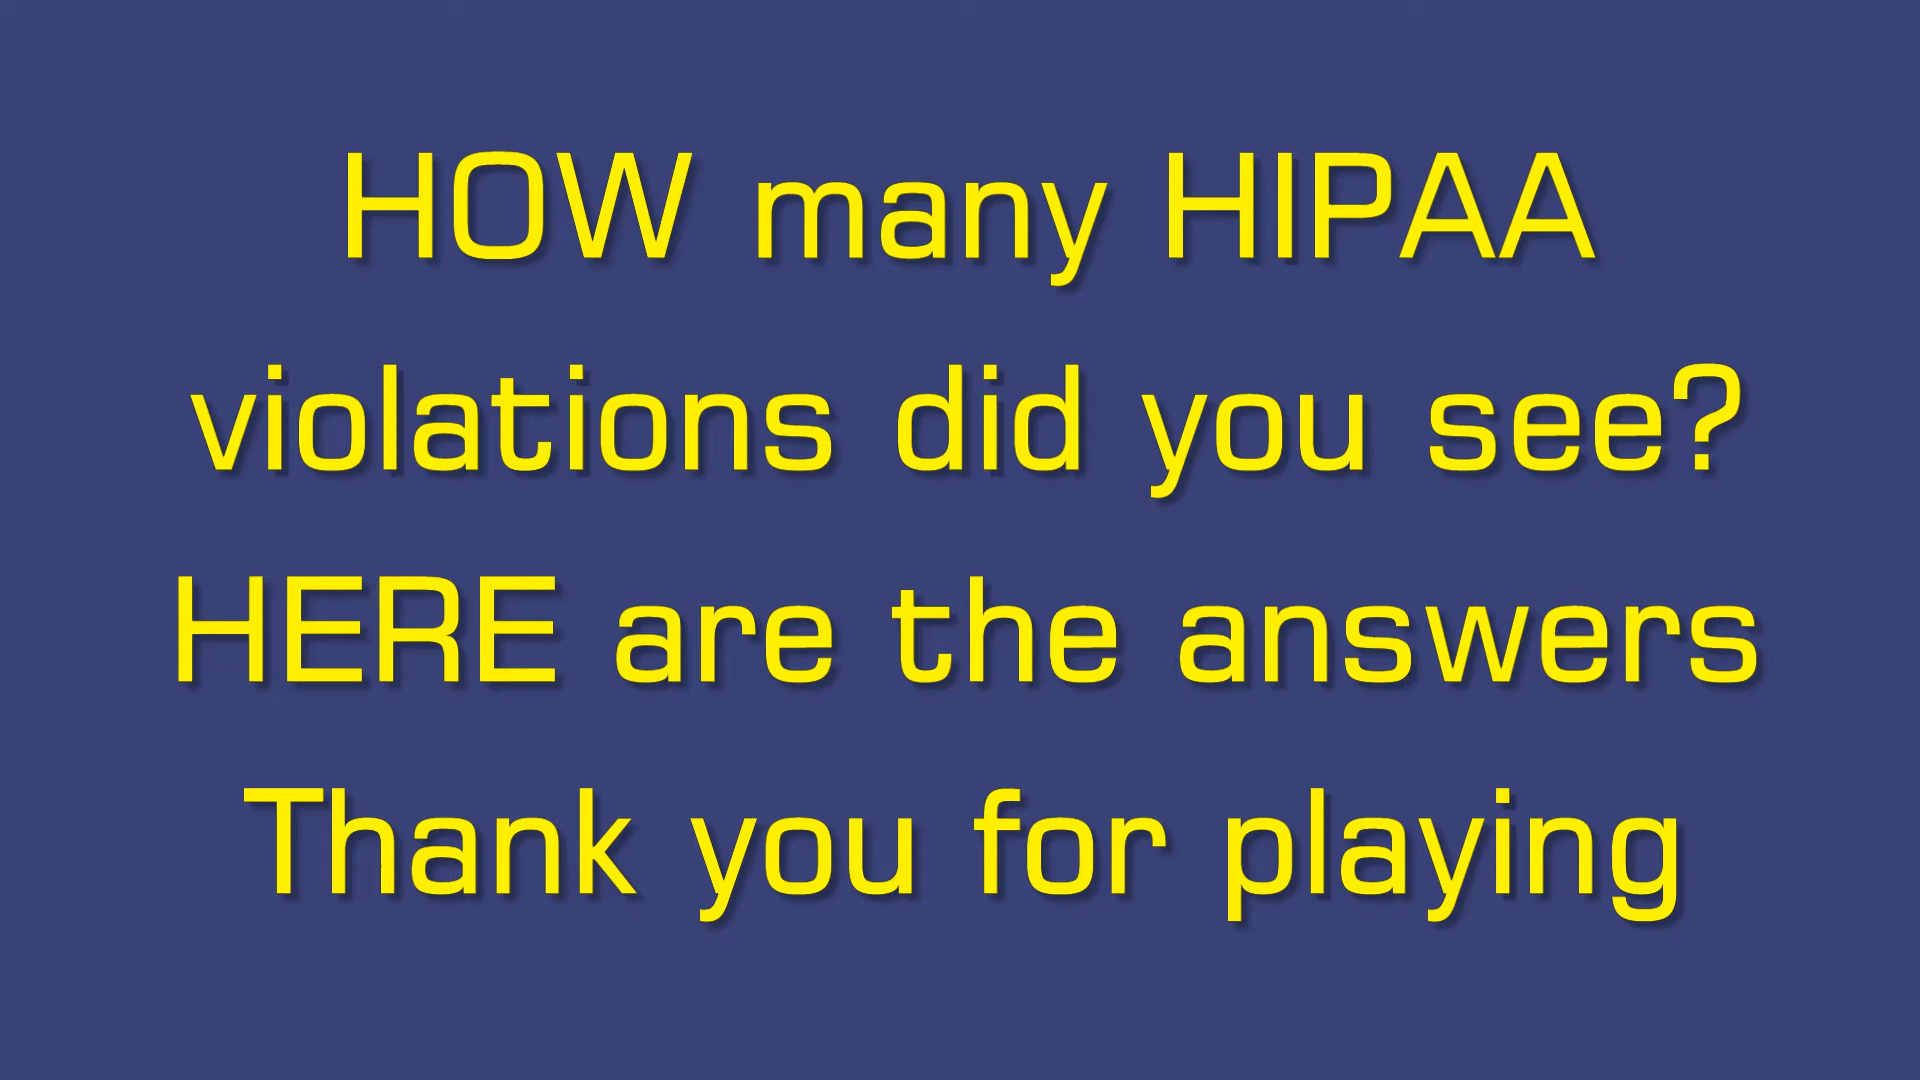 HOW many HIPAA
violations did you see?
HERE are the answers
Thank you for playing